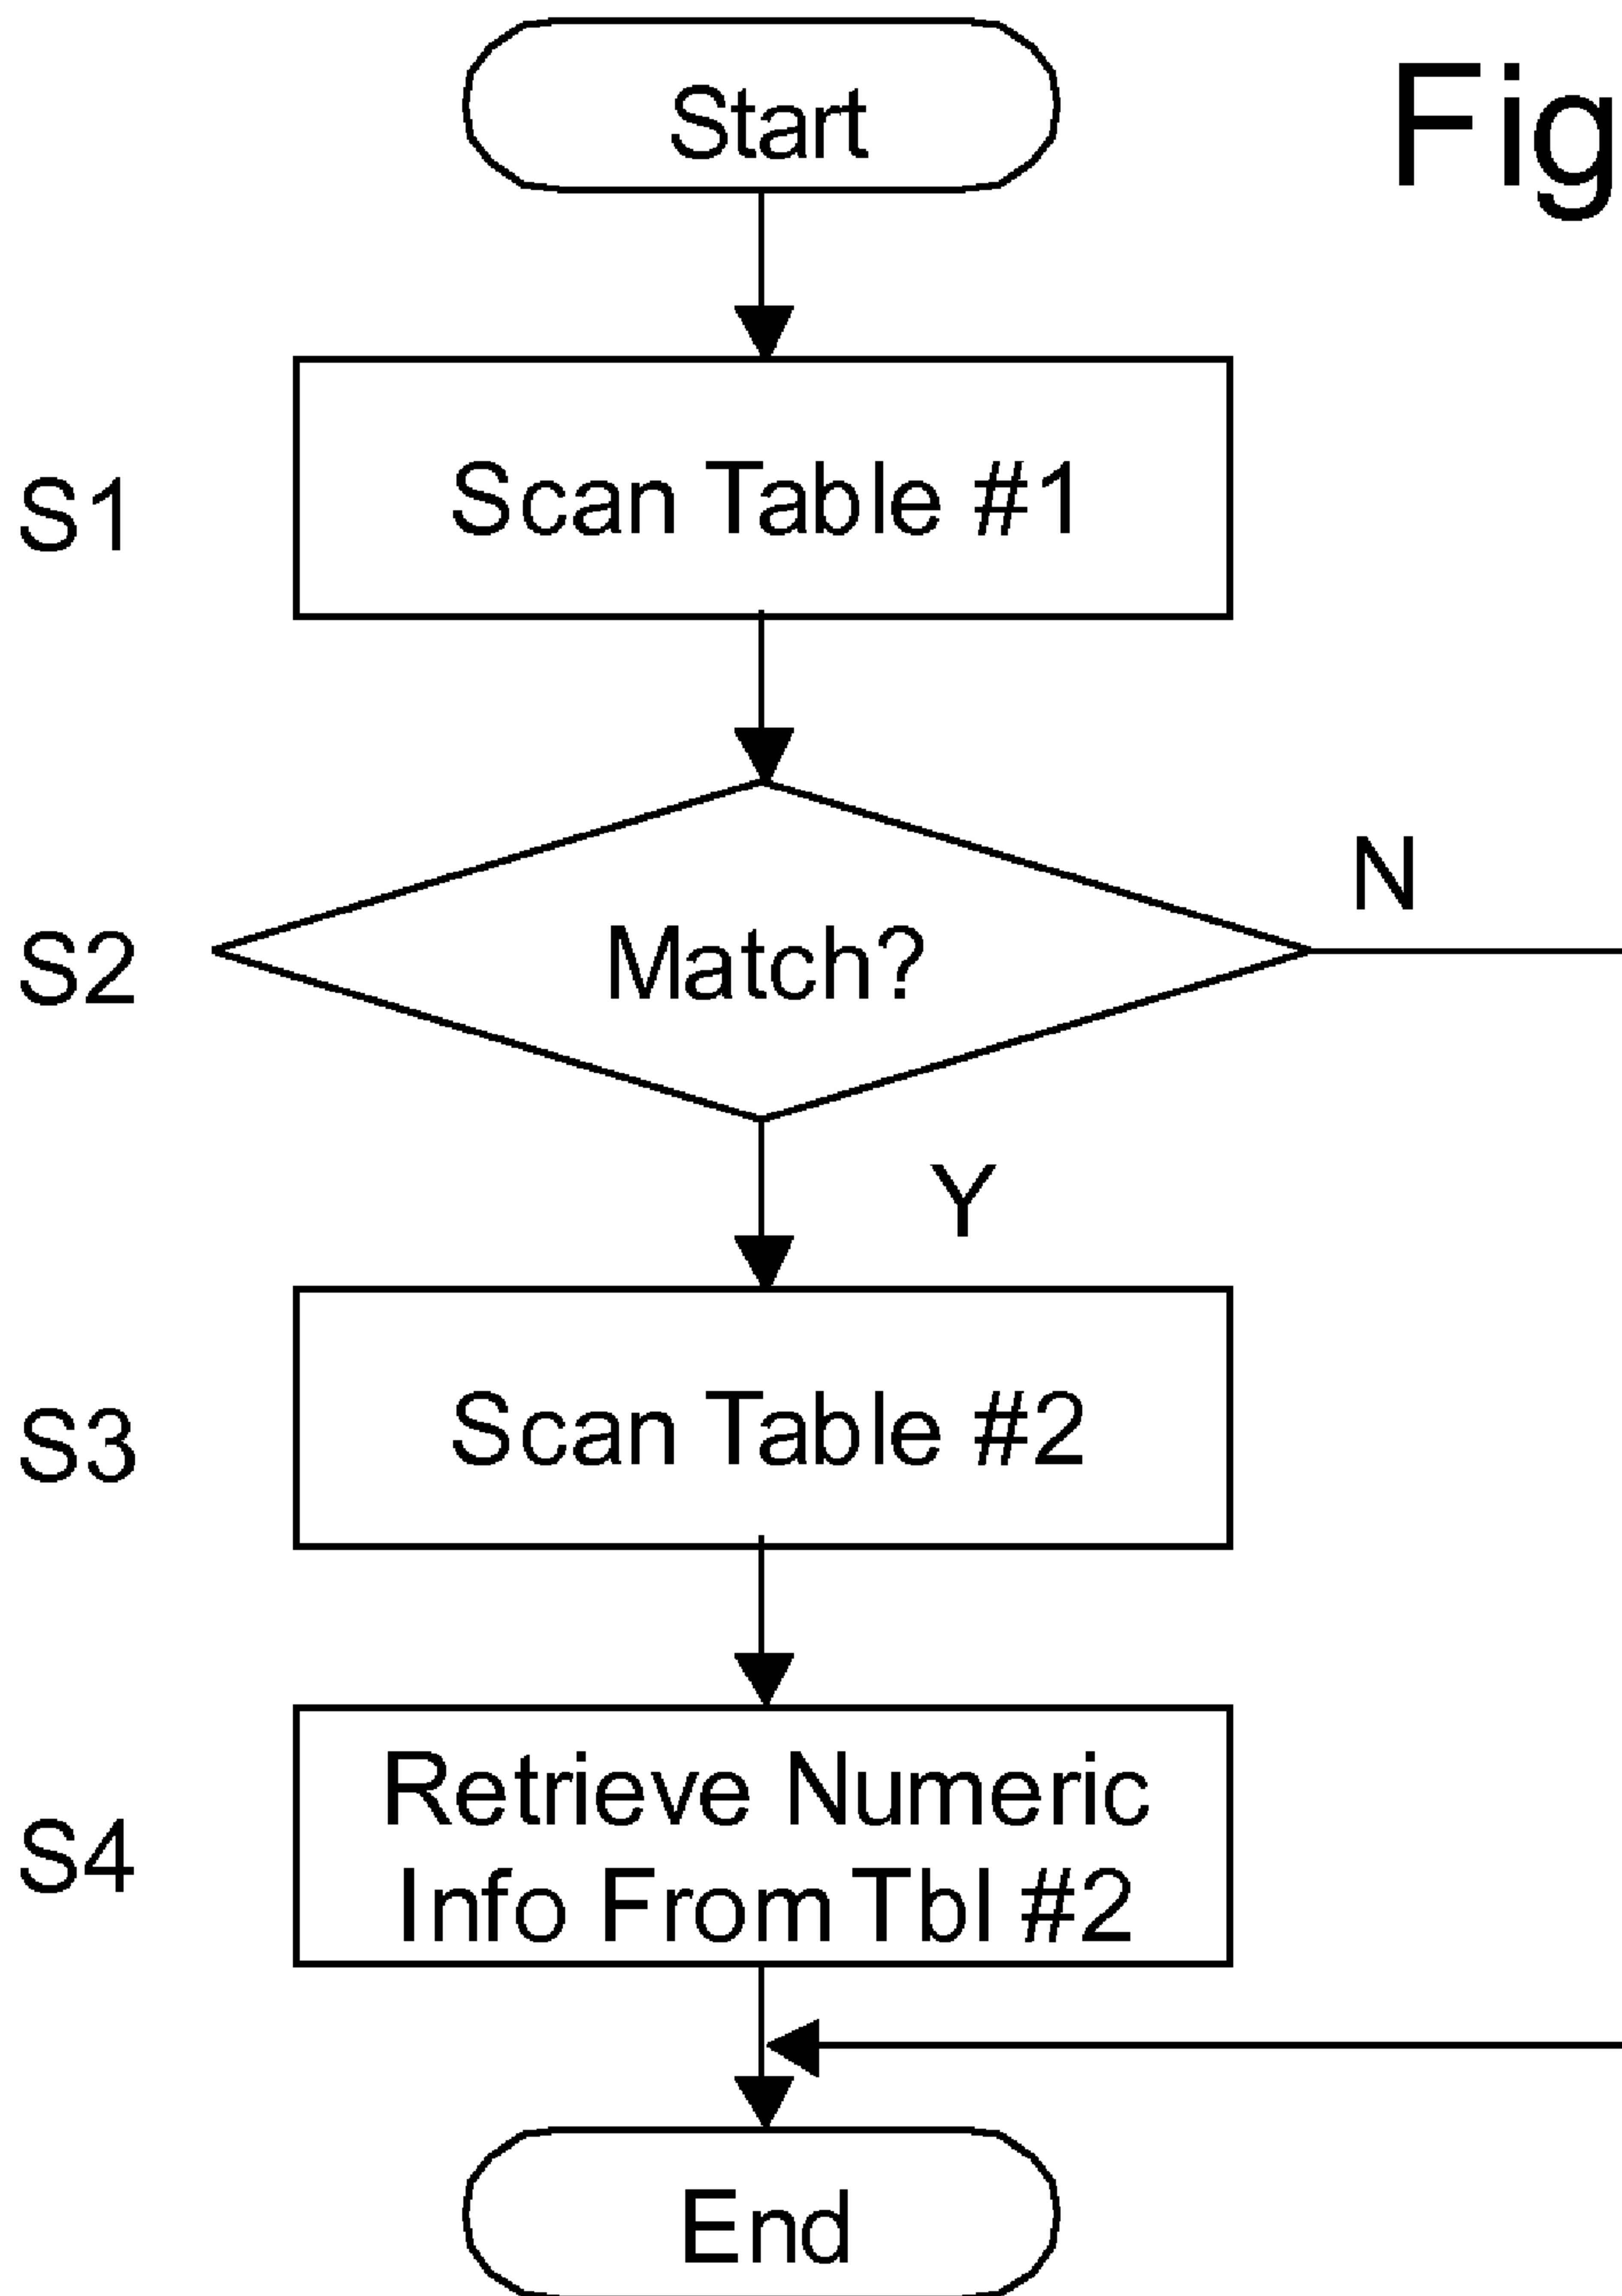 Start
Fig
S1
Scan Table #1
N
S2
Match?
Y
S3
Scan Table #2
S4
Retrieve Numeric
Info From Tbl #2
End